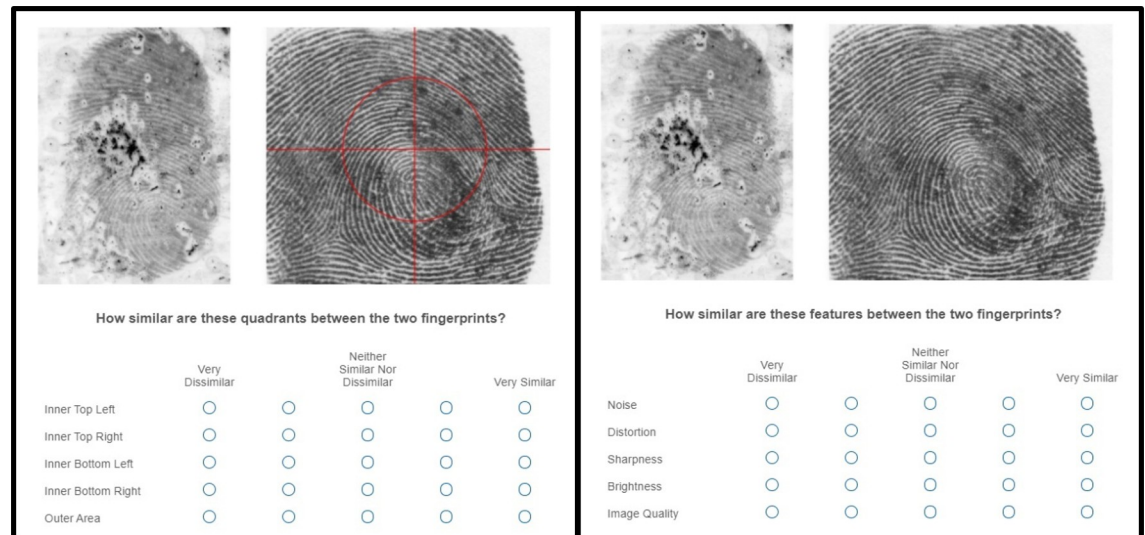 How similar are these quadrants between the two fingerprints?
Very
Dissimilar
Neither
Similar Nor
Dissimilar
Very Similar
Inner Top Left
Inner Top Right
Inner Bottom Left
Inner Bottom Right
Outer Area
How similar are these features between the two fingerprints?
Very
Dissimilar
Neither
Similar Nor
Dissimilar
Very Similar
Noise
Distortion
Sharpness
Brightness
Image Quality